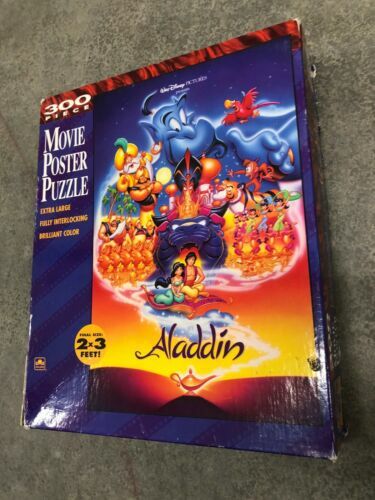 300
PIECE
MOVIE
POSTER
PUZZLE
EXTRA LARGE
FULLY INTERLOCKING
BRILLIANT COLOR
WALT DISNEY PICTURES
Presents
FINAL SIZE:
2×3
FEET!
Aladdin